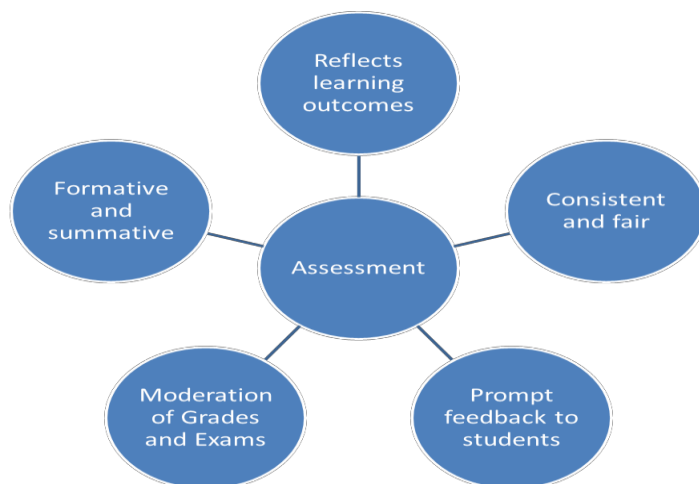 Reflects
learning
outcomes
Formative
and
summative
Consistent
and fair
Assessment
Moderation
of Grades
and Exams
Prompt
feedback to
students